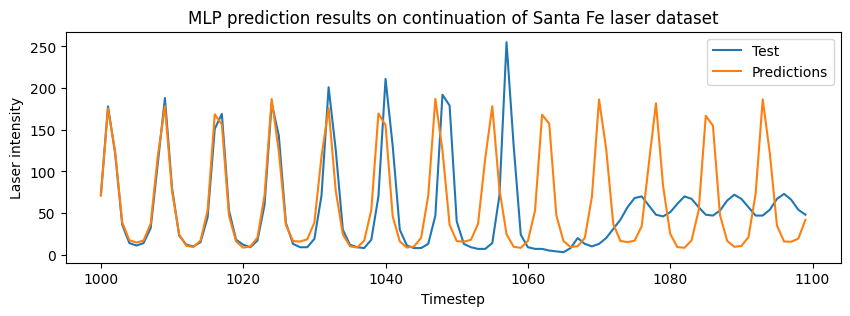 MLP prediction results on continuation of Santa Fe laser dataset
Test
Predictions
Laser intensity
250
200
150
100
50
0
1000
1020
1040
1060
1080
1100
Timestep